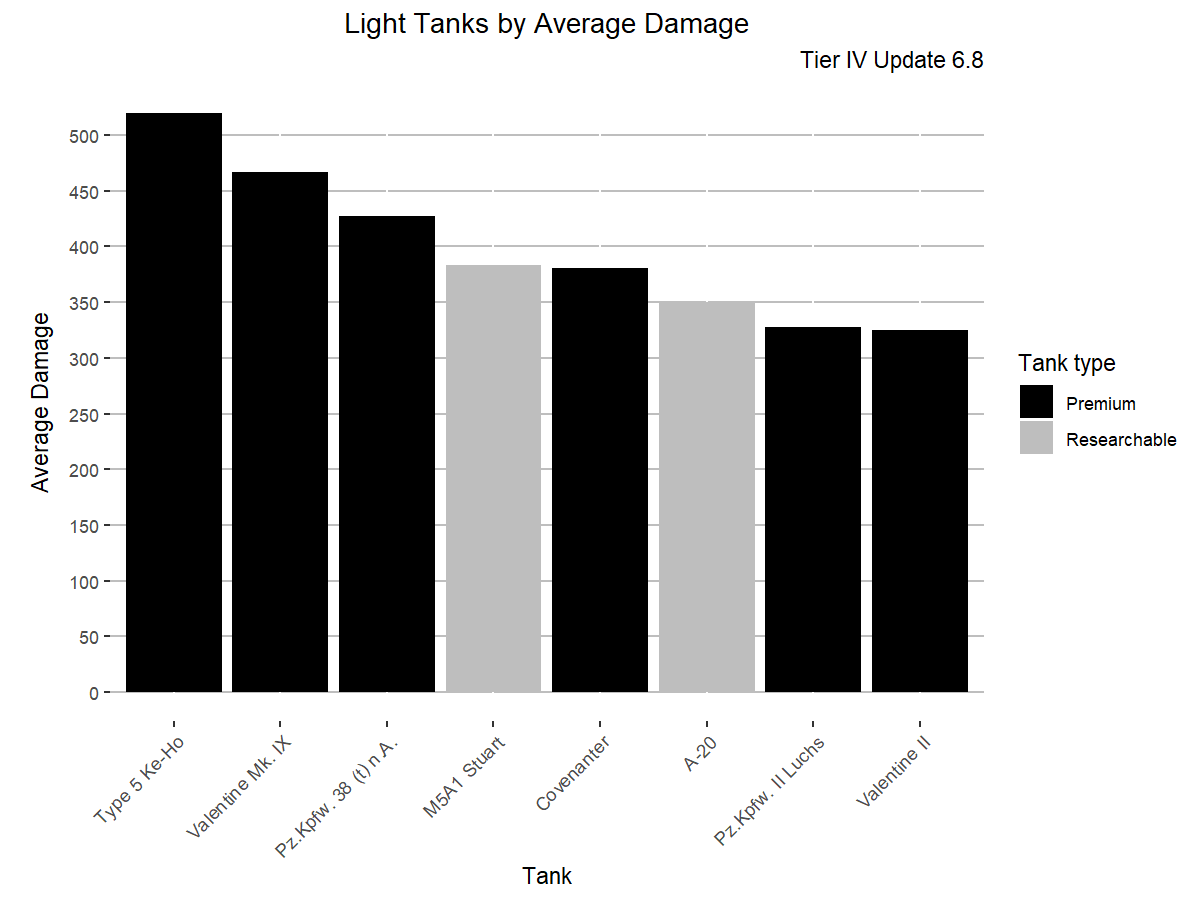 Light Tanks by Average Damage
Tier IV Update 6.8
Average Damage
500
450
400
350
300
250
200
150
100
50
0
Type 5 Ke-Ho
Valentine Mk. IX
Pz.Kpfw. 38 (t) n.A.
M5A1 Stuart
Covenanter
A-20
Pz.Kpfw. II Luchs
Valentine II
Tank
Tank type
Premium
Researchable